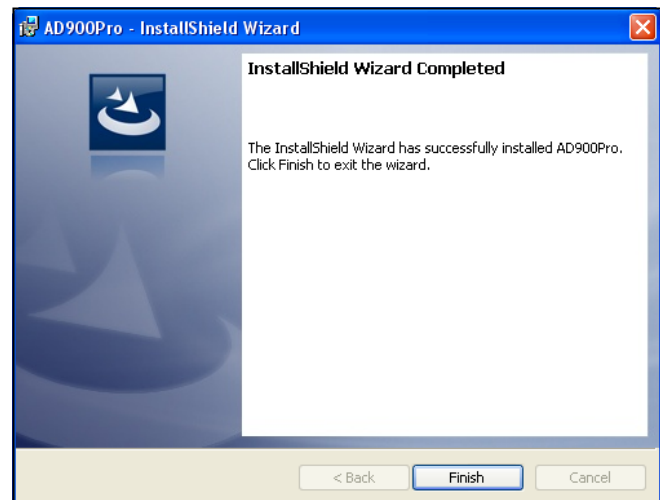 AD900Pro - InstallShield Wizard
InstallShield Wizard Completed
The InstallShield Wizard has successfully installed AD900Pro.
Click Finish to exit the wizard.
< Back
Finish
Cancel